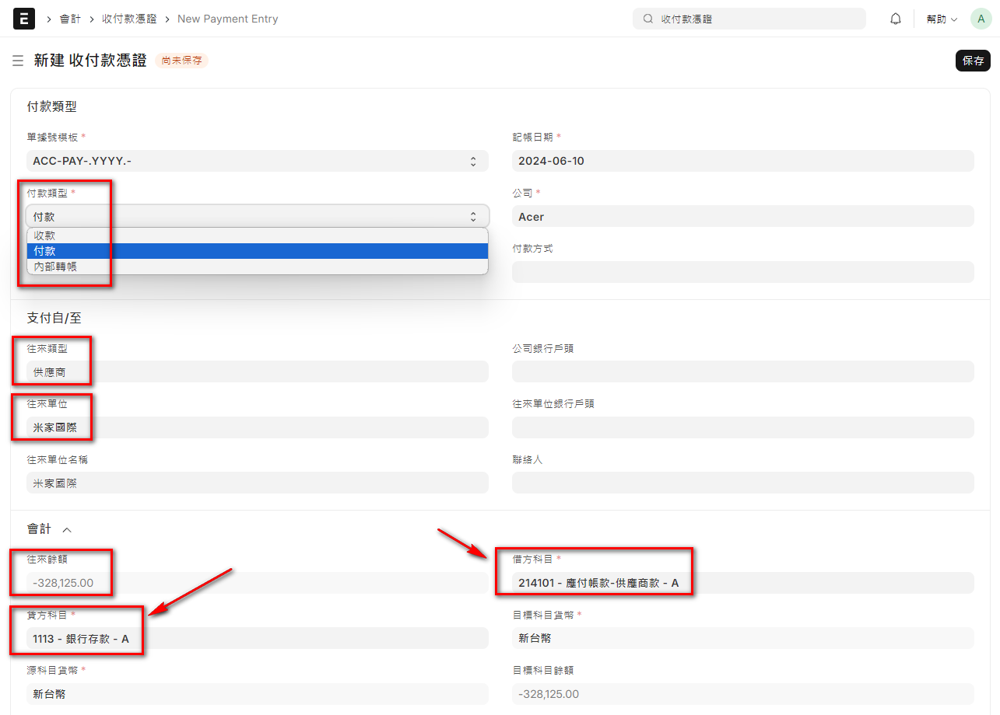 E
會計 收付款憑證 New Payment Entry
收付款憑證
幫助
A
新建 收付款憑證 尚未保存
保存
付款類型
單據號模板 *
記帳日期 *
ACC-PAY-.YYYY.-
2024-06-10
付款類型 *
公司 *
付款
Acer
收款
付款
內部轉帳
付款方式
支付自/至
往來類型
公司銀行戶頭
供應商
往來單位
往來單位銀行戶頭
米家國際
往來單位名稱
聯絡人
米家國際
會計
往來餘額
借方科目 *
-328,125.00
214101 - 應付帳款-供應商款 - A
貸方科目 *
目標科目貨幣 *
1113 - 銀行存款 - A
新台幣
源科目貨幣 *
目標科目餘額
新台幣
-328,125.00